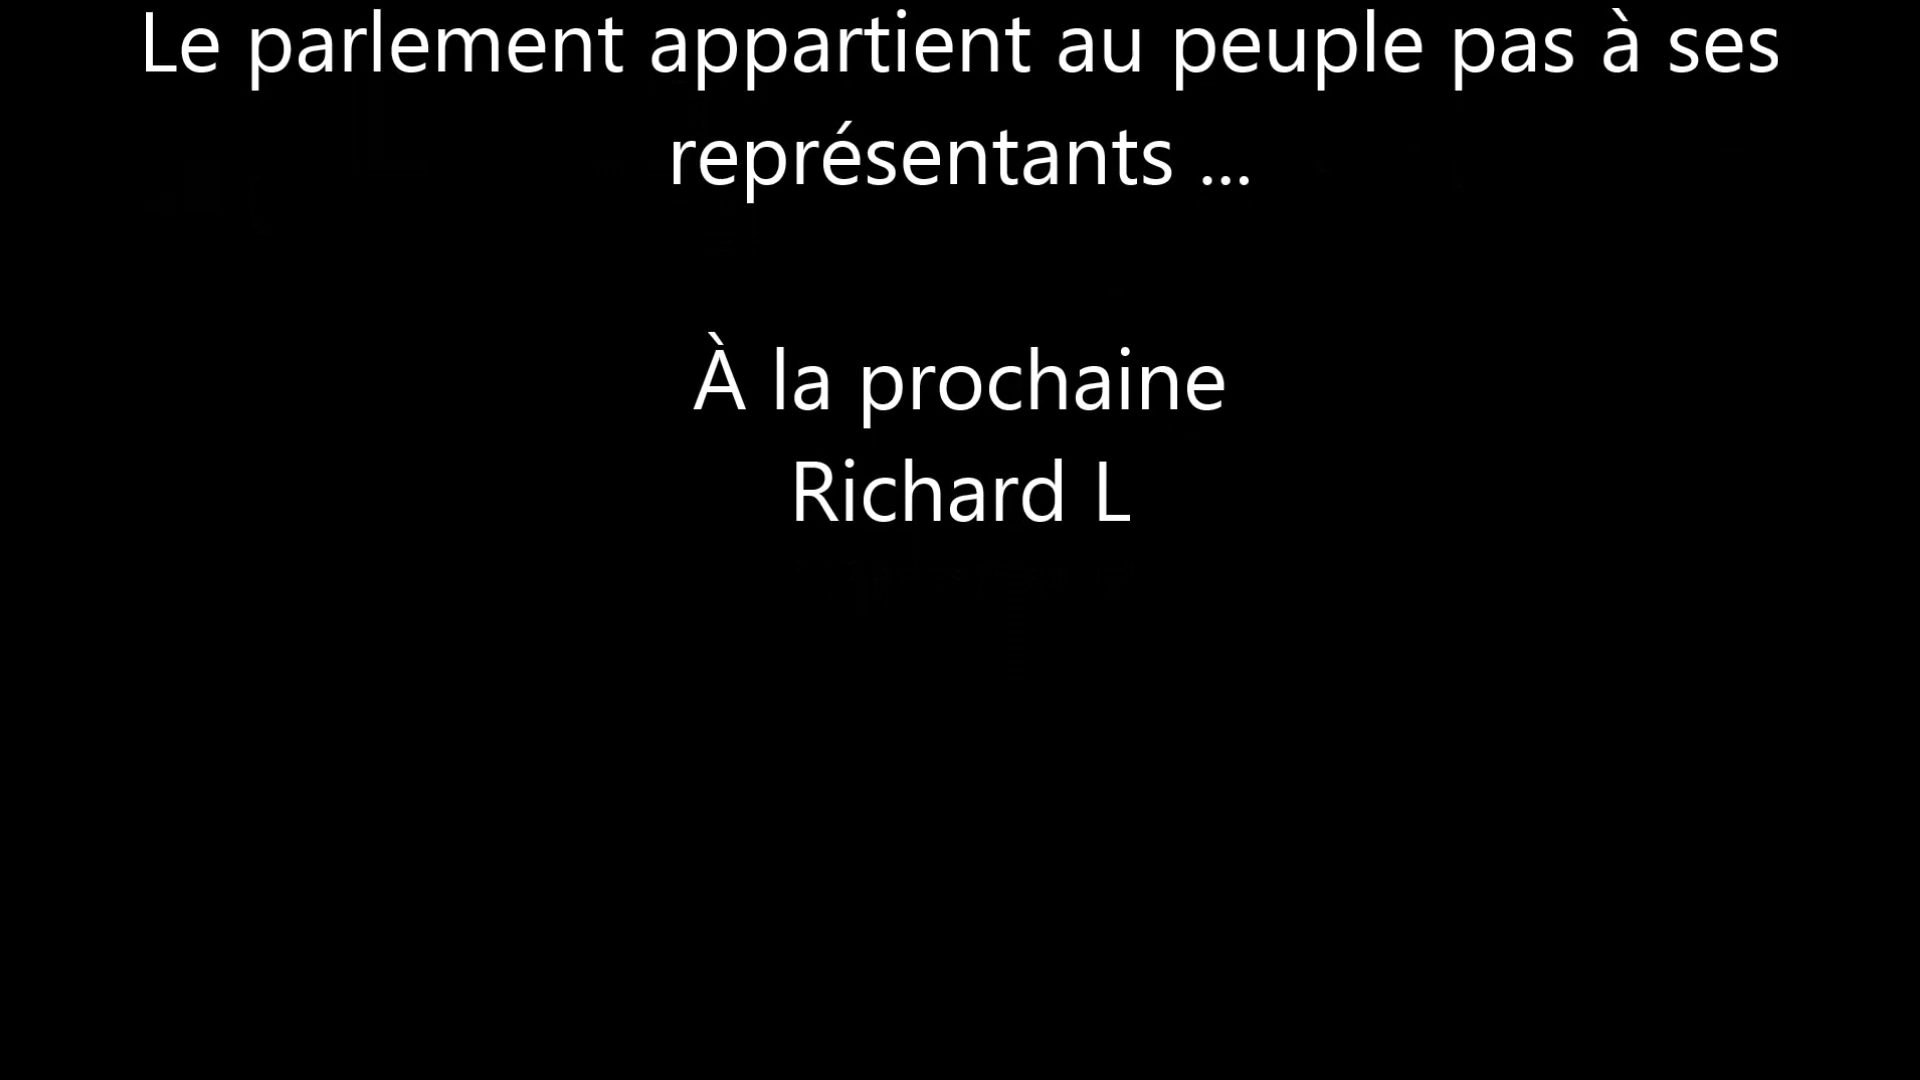 Le parlement appartient au peuple pas à ses
représentants ...
À la prochaine
Richard L